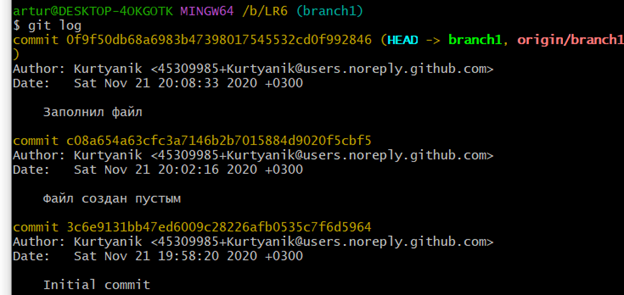 artur@DESKTOP-4OKGOTK MINGW64 /b/LR6 (branch1)
$ git log
commit 0f9f50db68a6983b47398017545532cd0f992846 (HEAD -> branch1, origin/branch1
)
Author: Kurtyanik <45309985+Kurtyanik@users.noreply.github.com>
Date:   Sat Nov 21 20:08:33 2020 +0300
Заполнил файл
commit c08a654a63cfc3a7146b2b7015884d9020f5cbf5
Author: Kurtyanik <45309985+Kurtyanik@users.noreply.github.com>
Date:   Sat Nov 21 20:02:16 2020 +0300
Файл создан пустым
commit 3c6e9131bb47ed6009c28226afb0535c7f6d5964
Author: Kurtyanik <45309985+Kurtyanik@users.noreply.github.com>
Date:   Sat Nov 21 19:58:20 2020 +0300
Initial commit